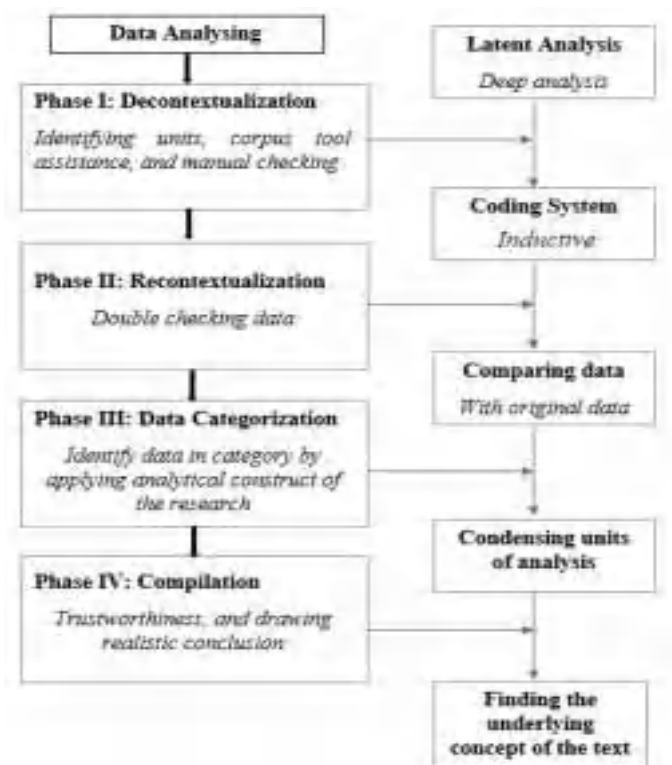 Data Analysing
Phase I: Decontextualization
Identifying units, corpus tool
assistance, and manual checking
Phase II: Recontextualization
Double checking data
Phase III: Data Categorization
Identify data in category by
applying analytical construct of
the research
Phase IV: Compilation
Trustworthiness, and drawing
realistic conclusion
Latent Analysis
Deep analysis
Coding System
Inductive
Comparing data
With original data
Condensing units
of analysis
Finding the
underlying
concept of the text